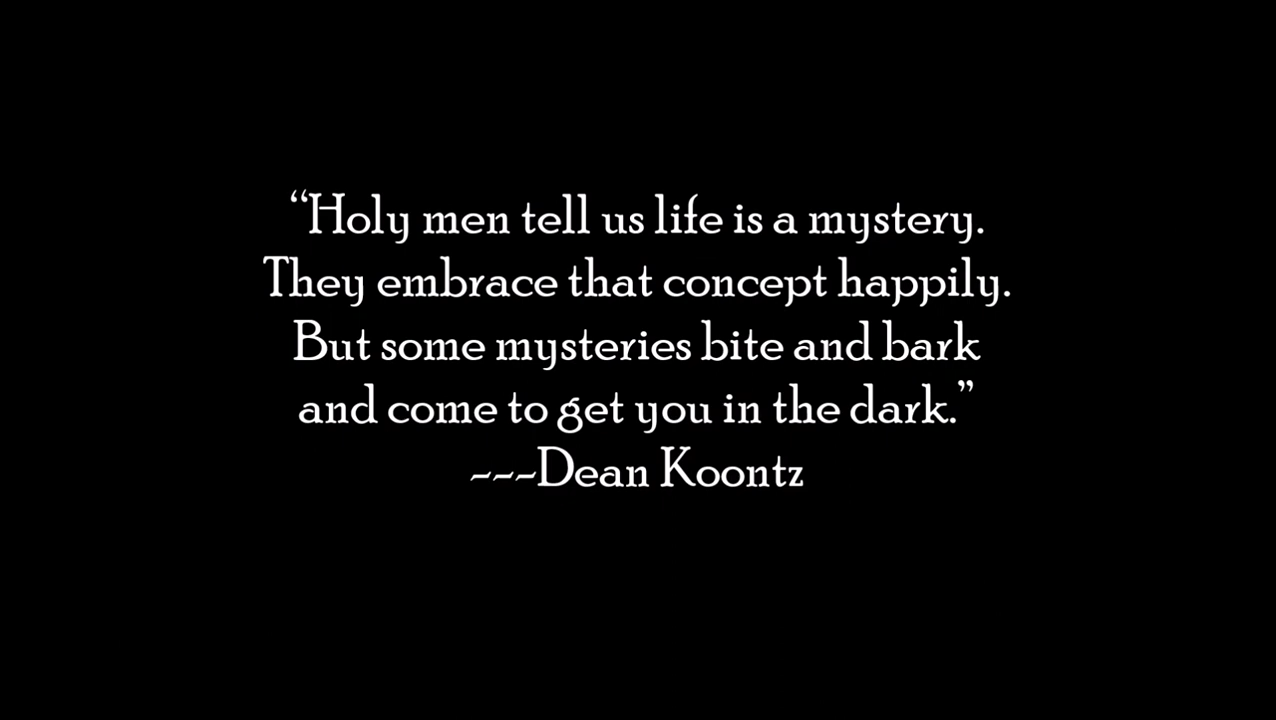 “Holy men tell us life is a mystery.
They embrace that concept happily.
But some mysteries bite and bark
and come to get you in the dark.”
---Dean Koontz